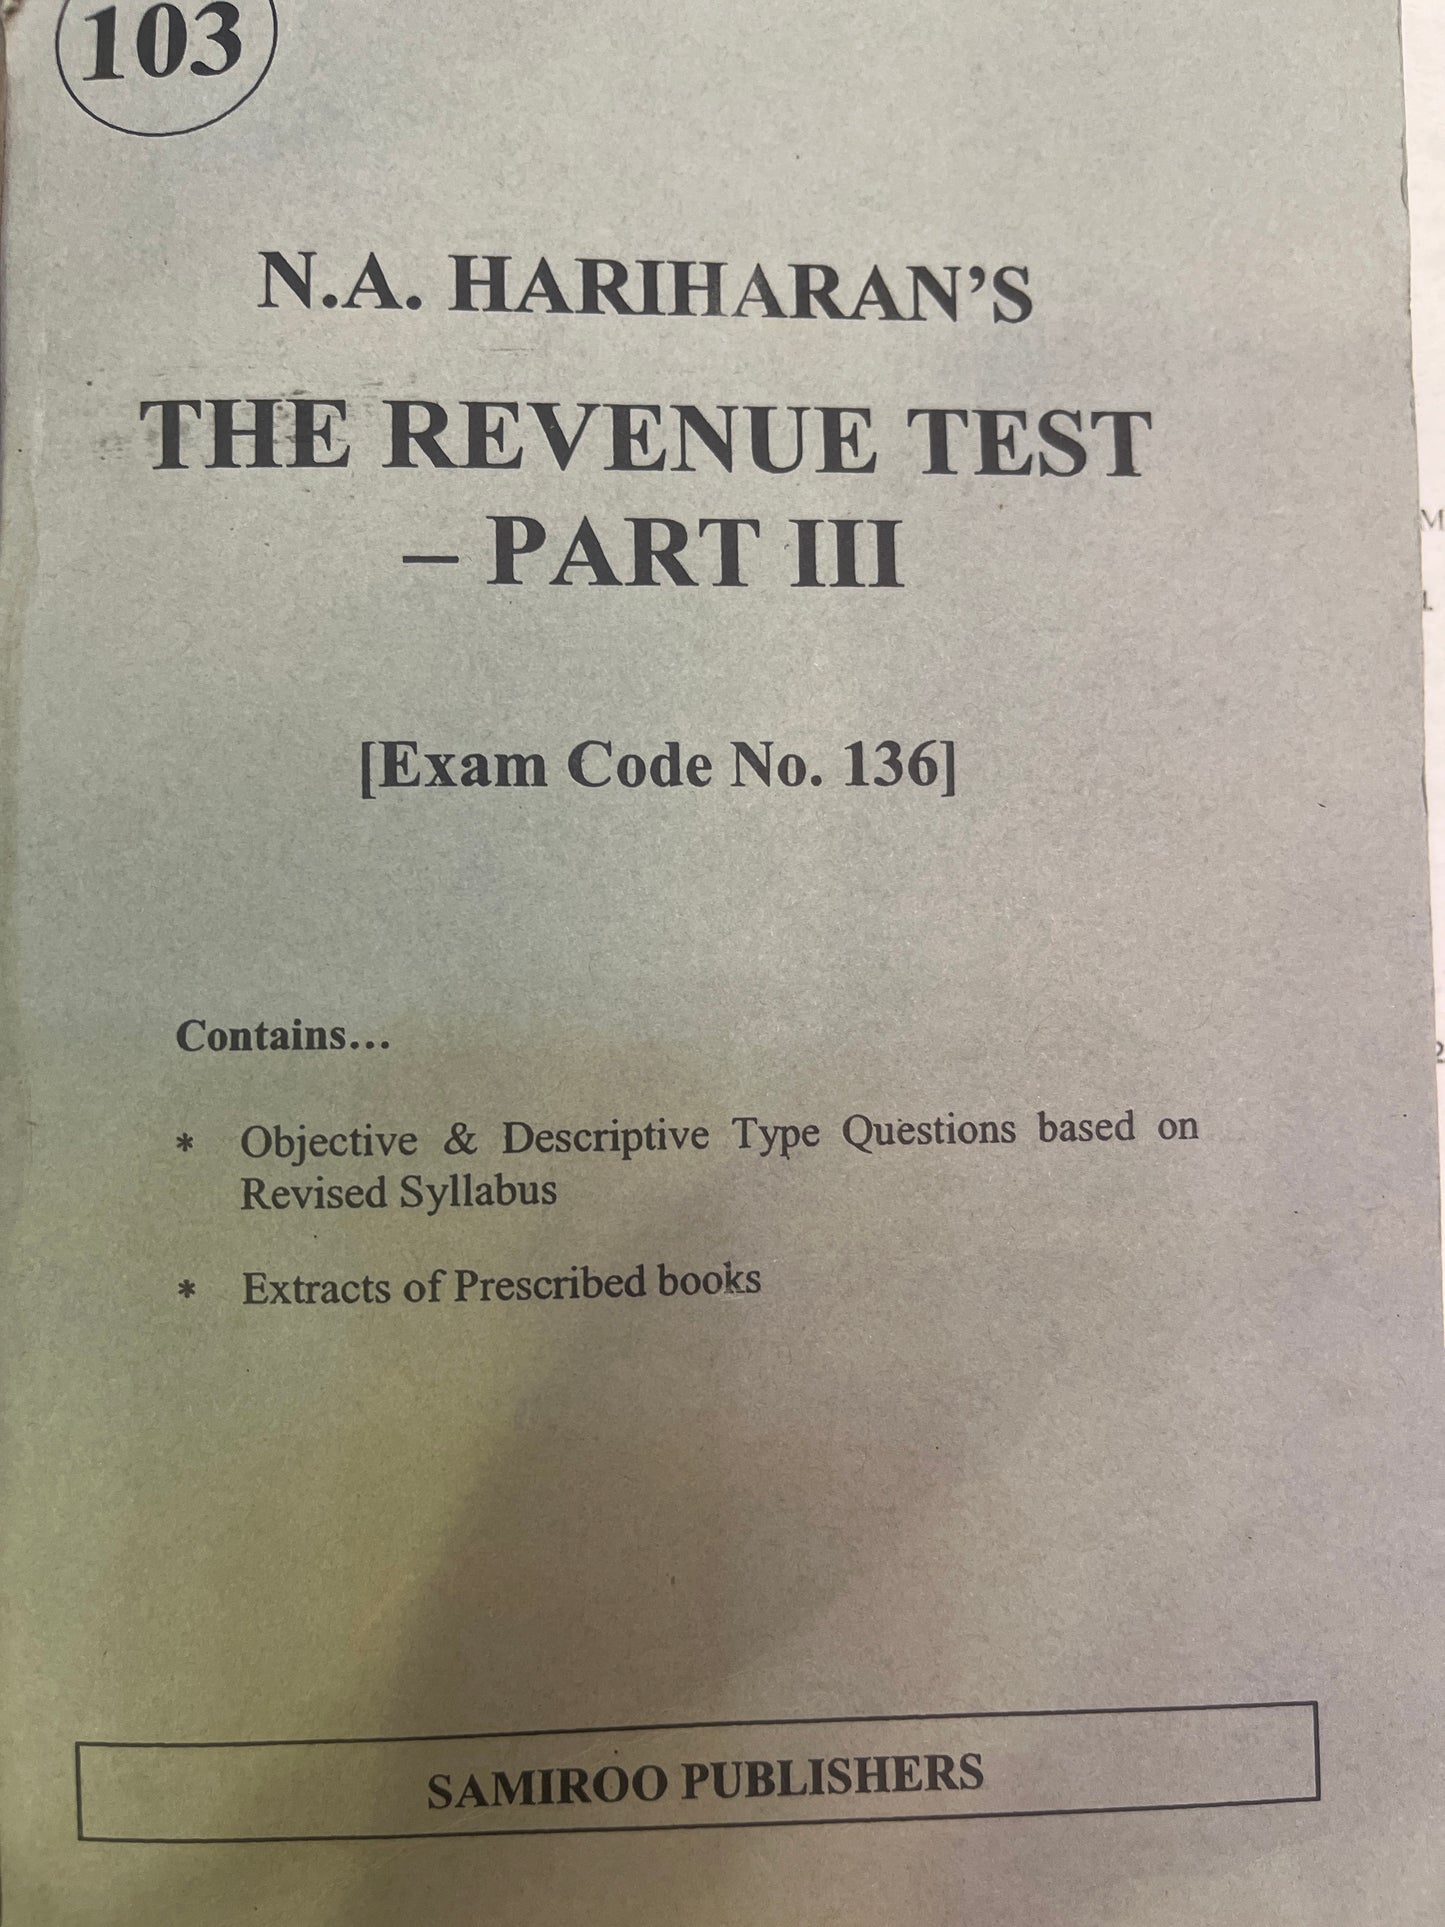 103
N.A. HARIHARAN'S
THE REVENUE TEST
– PART III
[Exam Code No. 136]
Contains...
* Objective & Descriptive Type Questions based on
Revised Syllabus
* Extracts of Prescribed books
SAMIROO PUBLISHERS
M
2